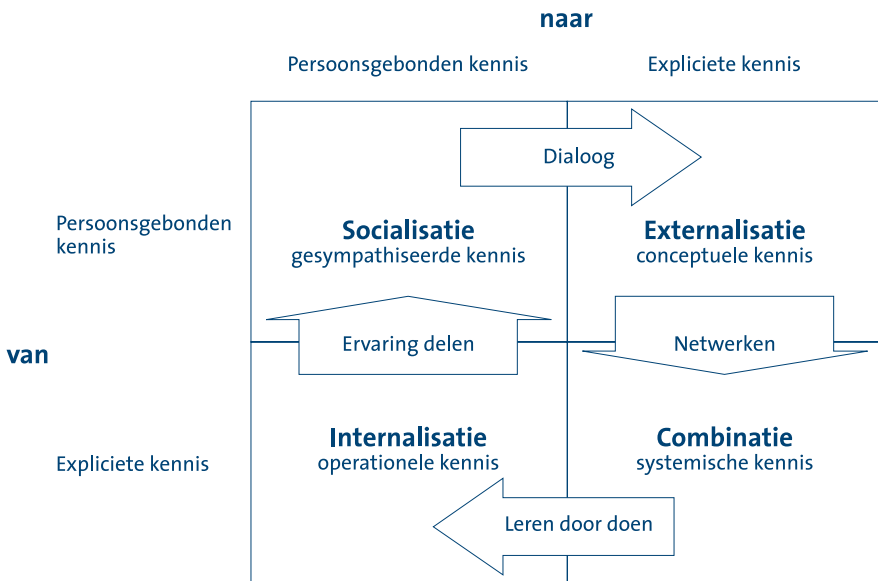 naar
Persoonsgebonden kennis
Expliciete kennis
Dialoog
Persoonsgebonden
kennis
Socialisatie
gesympathiseerde kennis
Externalisatie
conceptuele kennis
van
Ervaring delen
Netwerken
Expliciete kennis
Internalisatie
operationele kennis
Combinatie
systemische kennis
Leren door doen